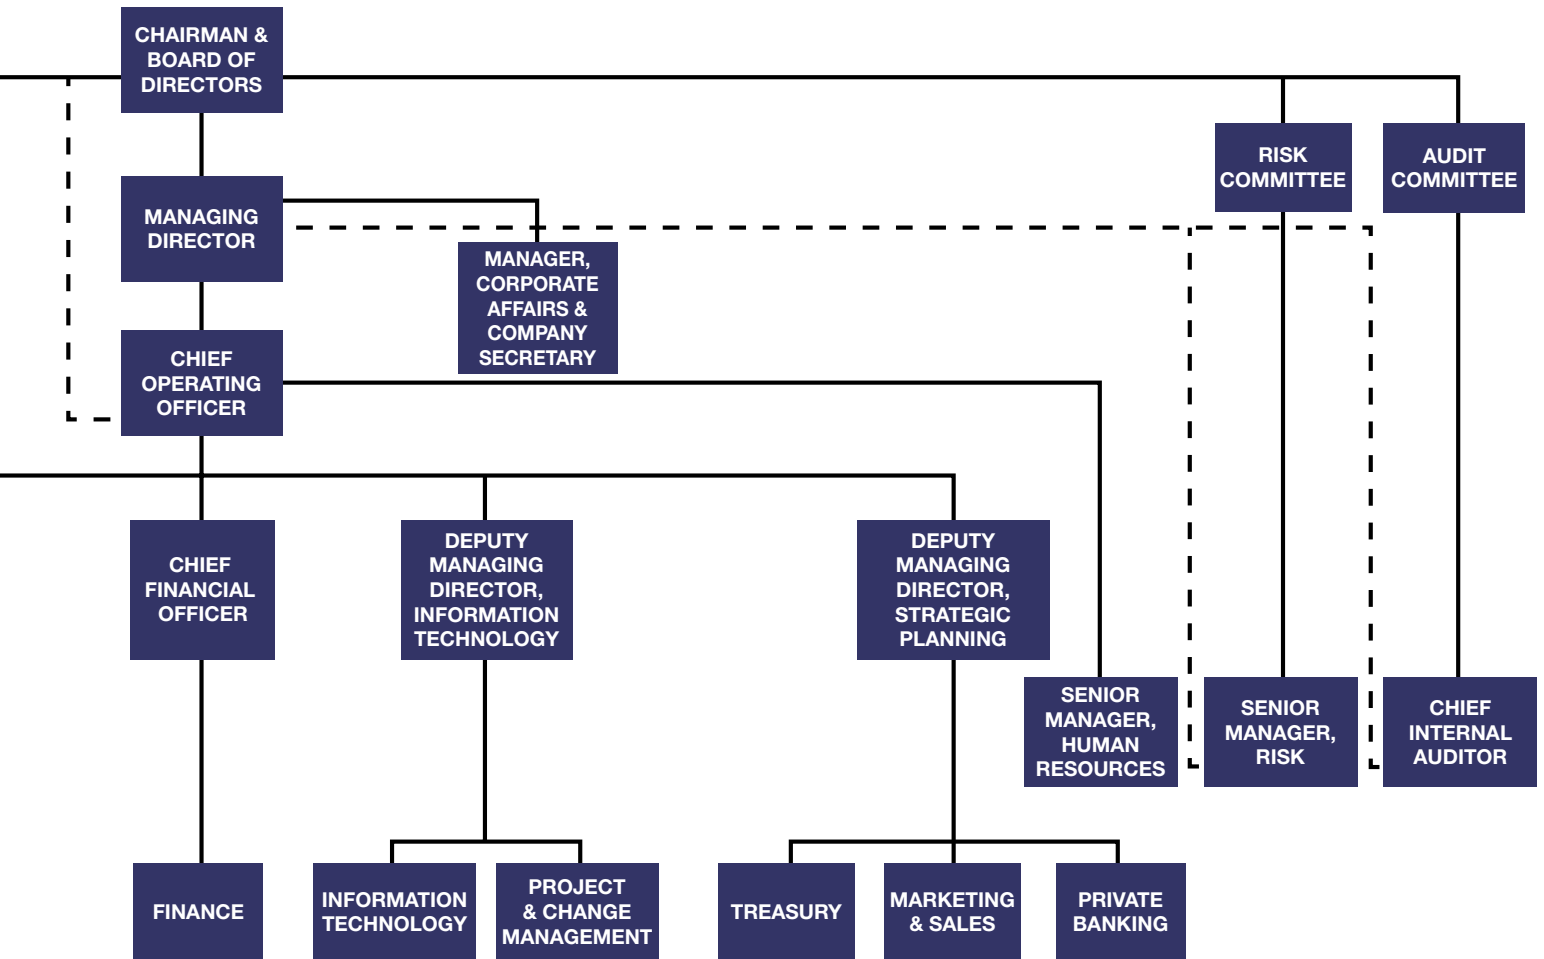 CHAIRMAN &
BOARD OF
DIRECTORS
RISK
COMMITTEE
AUDIT
COMMITTEE
MANAGING
DIRECTOR
MANAGER,
CORPORATE
AFFAIRS &
COMPANY
SECRETARY
CHIEF
OPERATING
OFFICER
CHIEF
FINANCIAL
OFFICER
DEPUTY
MANAGING
DIRECTOR,
INFORMATION
TECHNOLOGY
DEPUTY
MANAGING
DIRECTOR,
STRATEGIC
PLANNING
SENIOR
MANAGER,
HUMAN
RESOURCES
SENIOR
MANAGER,
RISK
CHIEF
INTERNAL
AUDITOR
FINANCE
INFORMATION
TECHNOLOGY
PROJECT
& CHANGE
MANAGEMENT
TREASURY
MARKETING
& SALES
PRIVATE
BANKING